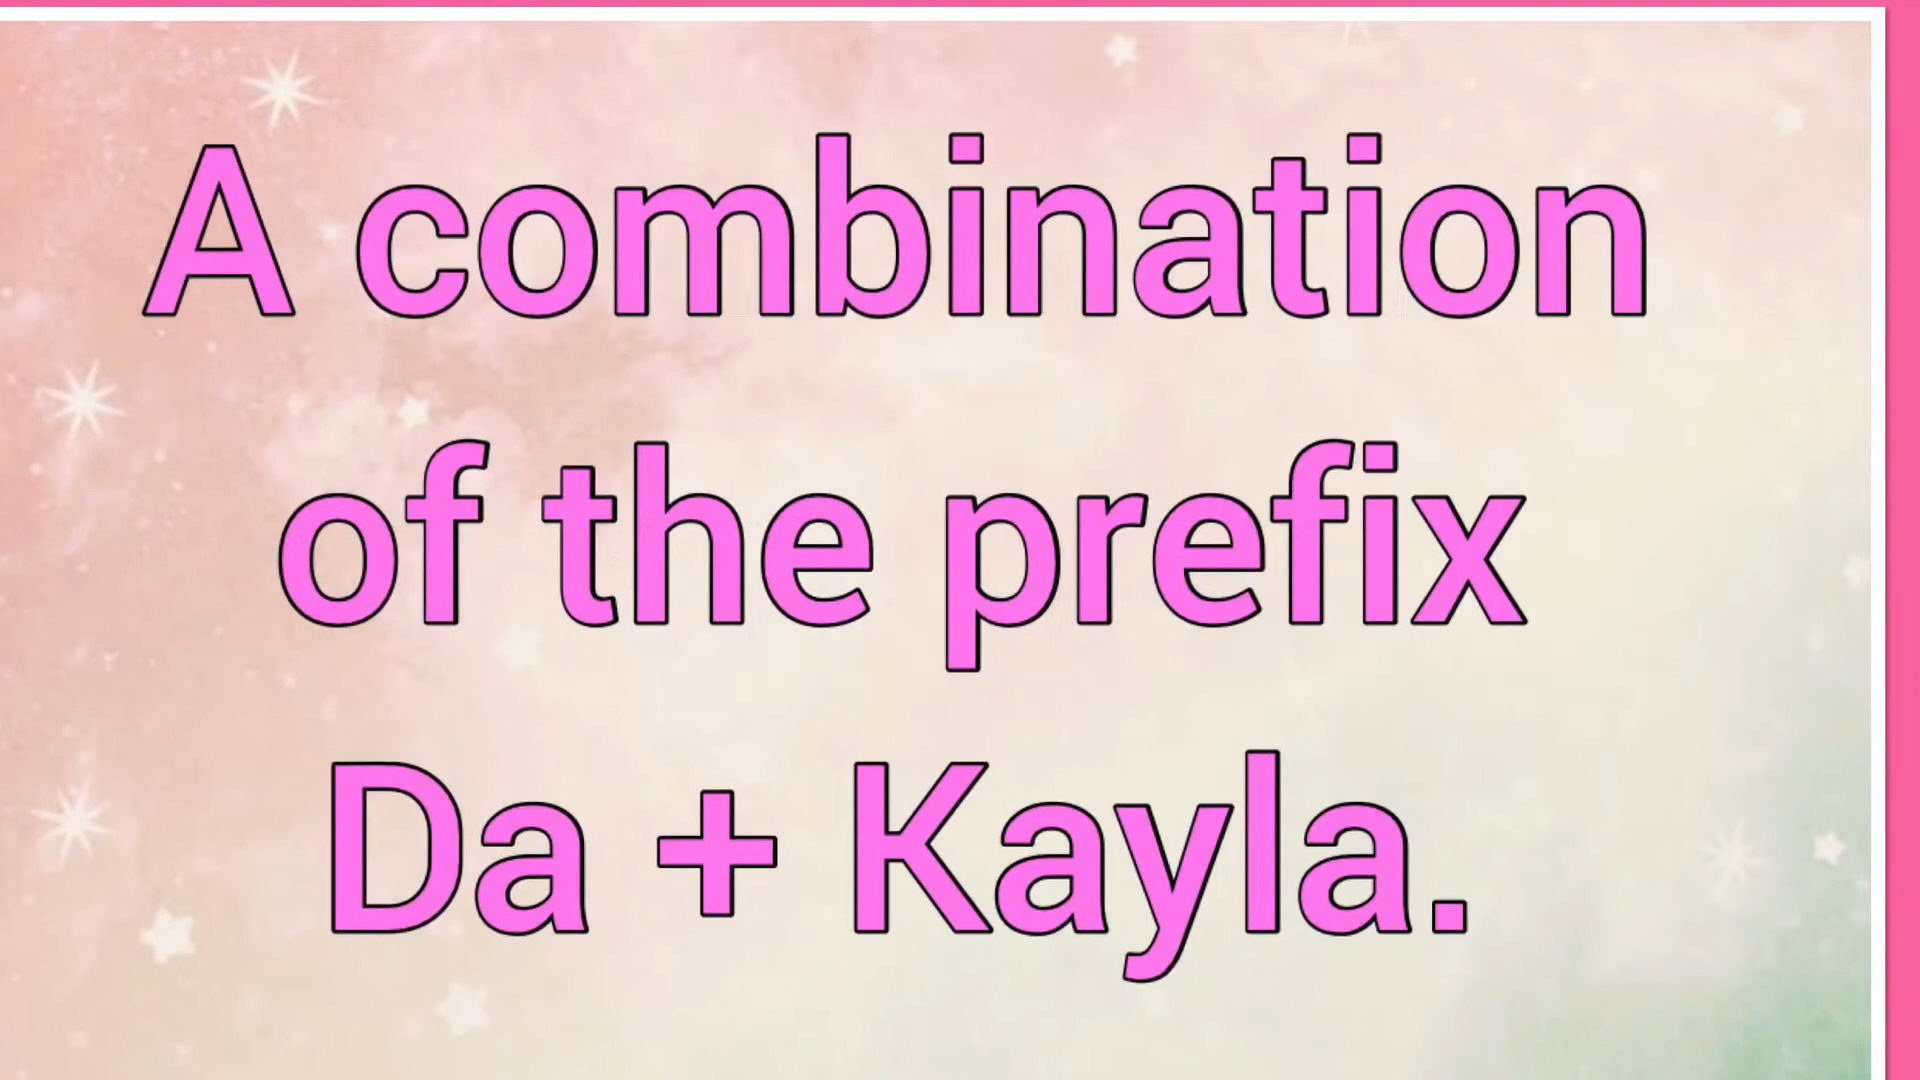 A combination
of the prefix
Da + Kayla.